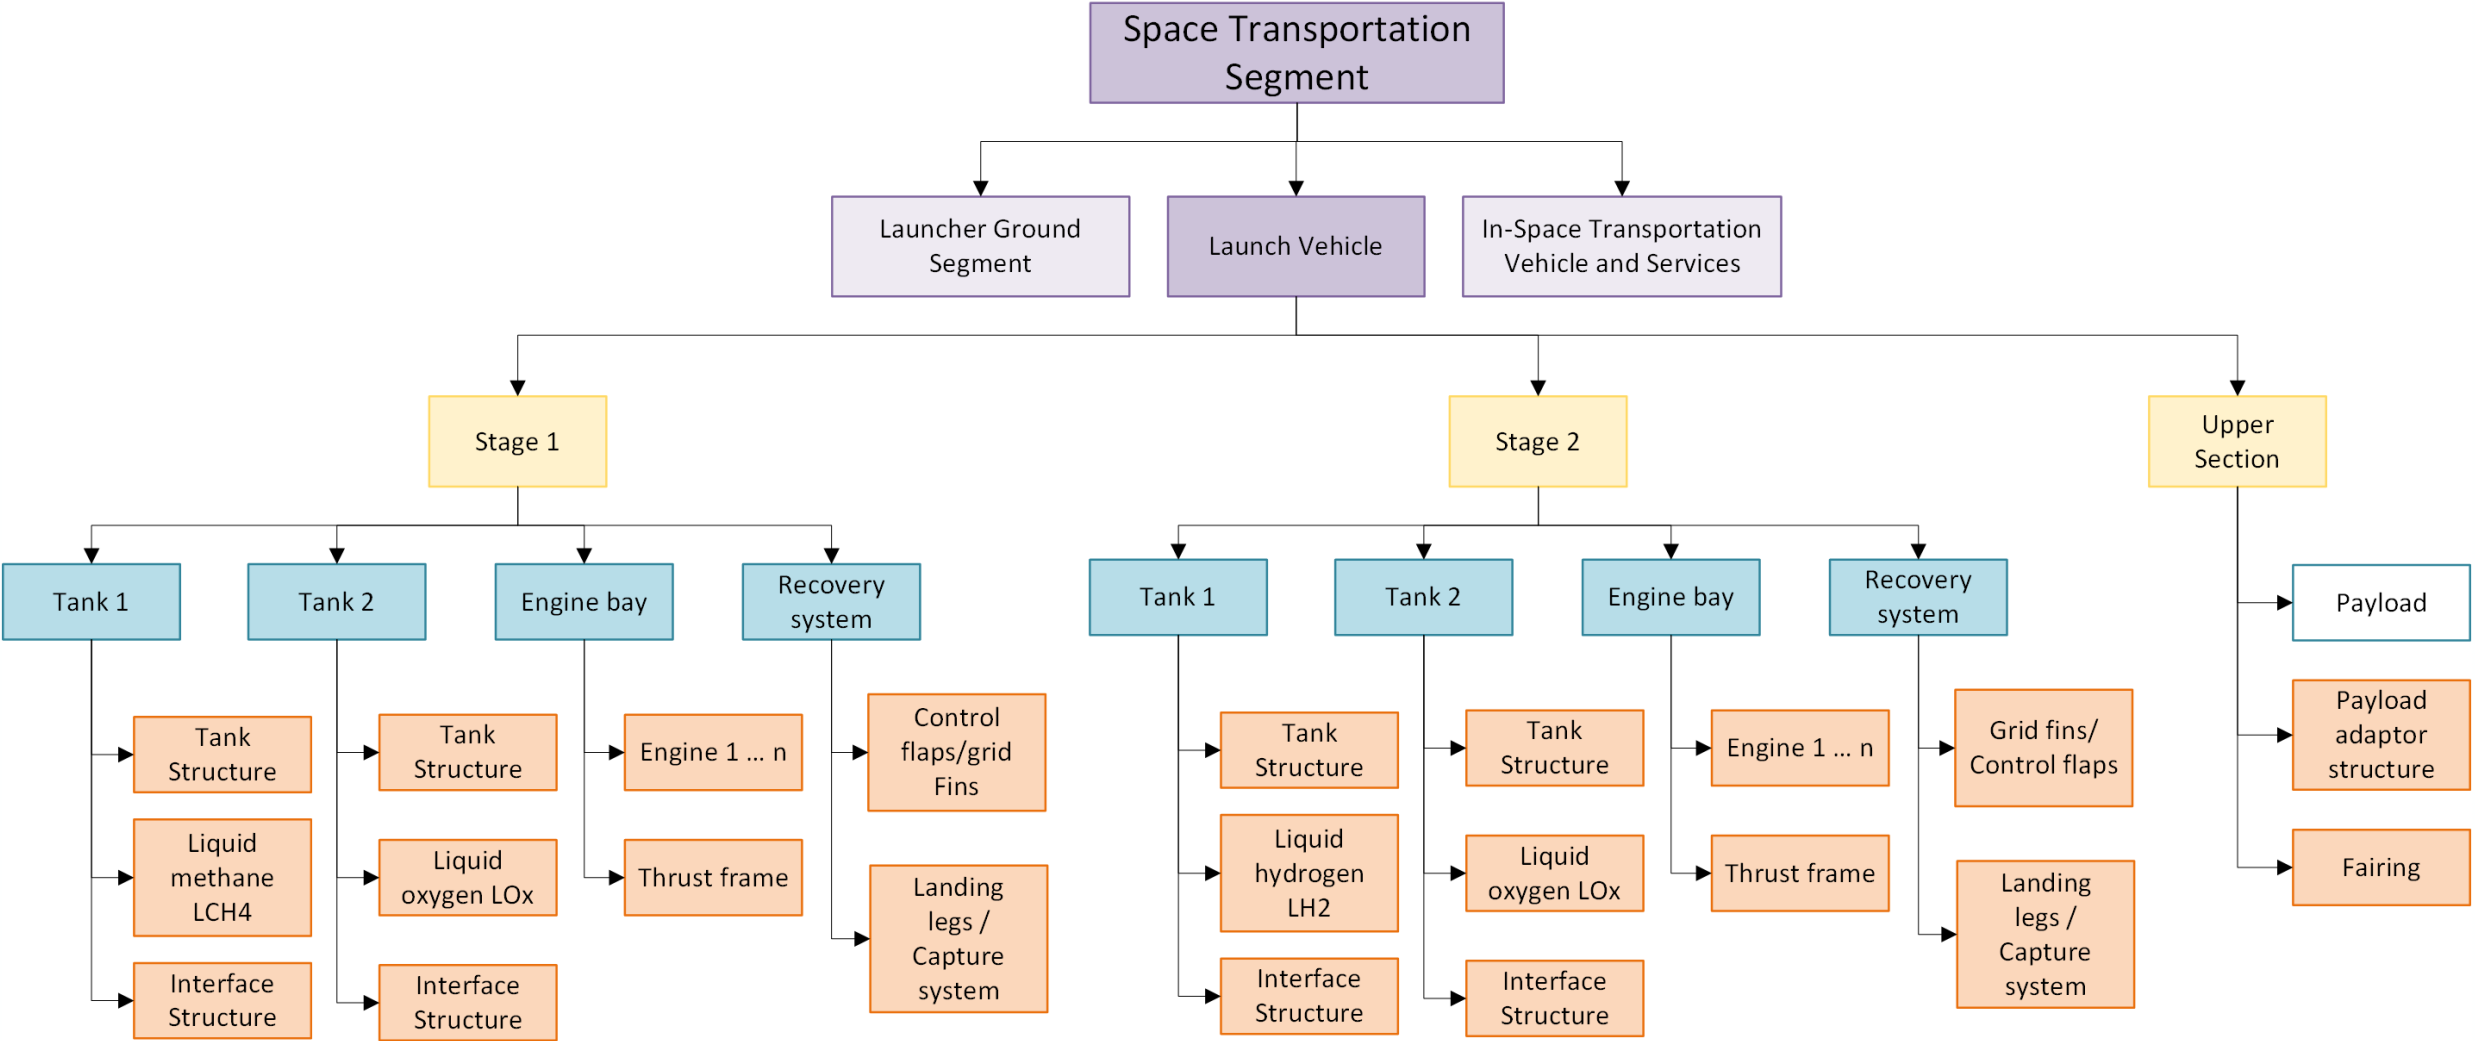 Space Transportation
Segment
Launcher Ground
Segment
Launch Vehicle
In-Space Transportation
Vehicle and Services
Stage 1
Stage 2
Upper
Section
Tank 1
Tank 2
Engine bay
Recovery
system
Tank 1
Tank 2
Engine bay
Recovery
system
Payload
Tank
Structure
Liquid
methane
LCH4
Interface
Structure
Tank
Structure
Liquid
oxygen LOx
Interface
Structure
Engine 1 ... n
Thrust frame
Control
flaps/grid
Fins
Landing
legs /
Capture
system
Tank
Structure
Liquid
hydrogen
LH2
Interface
Structure
Tank
Structure
Liquid
oxygen LOx
Interface
Structure
Engine 1 ... n
Thrust frame
Grid fins/
Control flaps
Landing
legs /
Capture
system
Payload
adaptor
structure
Fairing